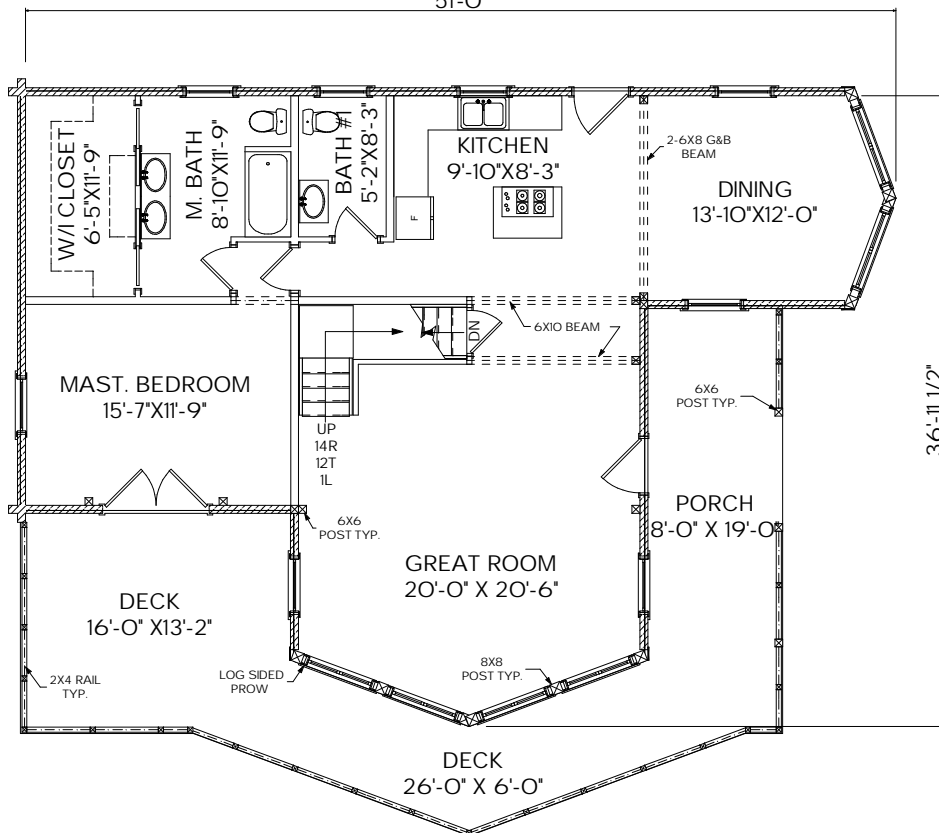 51'-0"
W/I CLOSET
6'-5"X11'-9"
M. BATH
8'-10"X11'-9"
BATH #1
5'-2"X8'-3"
KITCHEN
9'-10"X8'-3"
F
2-6X8 G&B
BEAM
DINING
13'-10"X12'-0"
DN
6X10 BEAM
MAST. BEDROOM
15'-7"X11'-9"
UP
14R
12T
1L
6X6
POST TYP.
36'-11 1/2"
6X6
POST TYP.
PORCH
8'-0" X 19'-0"
GREAT ROOM
20'-0" X 20'-6"
DECK
16'-0" X13'-2"
2X4 RAIL
TYP.
LOG SIDED
PROW
8X8
POST TYP.
DECK
26'-0" X 6'-0"